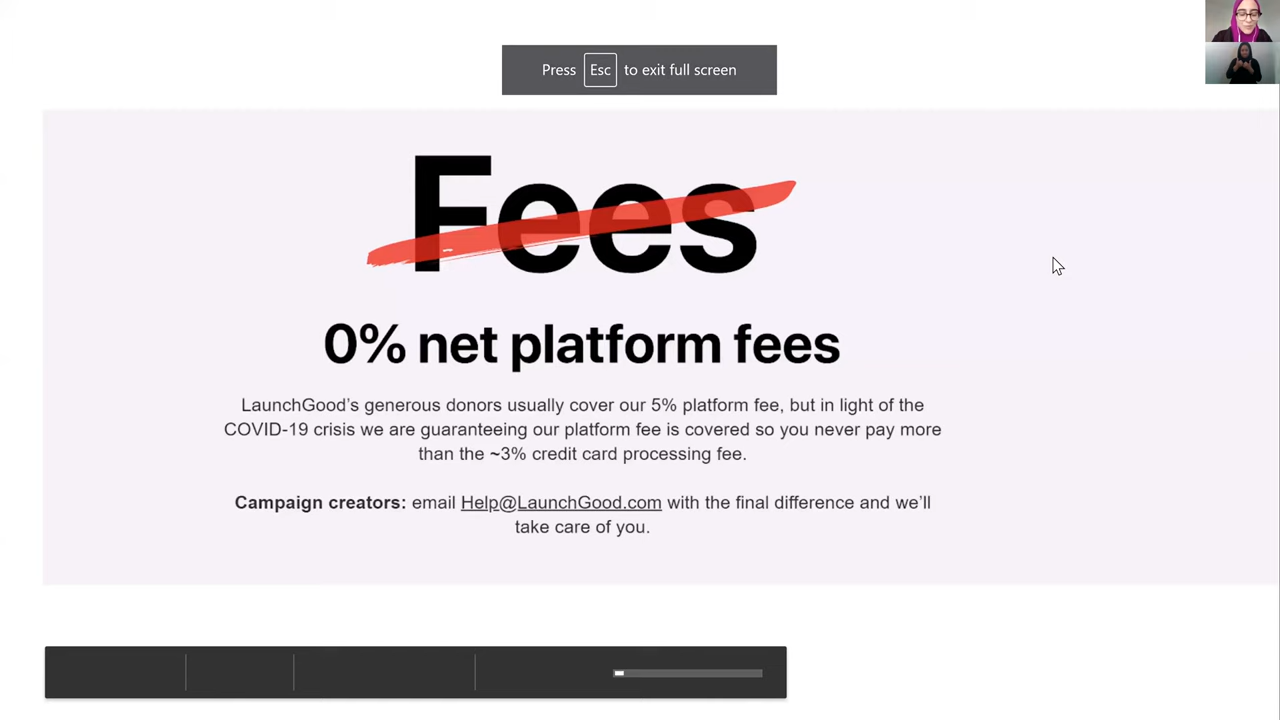 Press Esc to exit full screen
Fees
0% net platform fees
LaunchGood’s generous donors usually cover our 5% platform fee, but in light of the
COVID-19 crisis we are guaranteeing our platform fee is covered so you never pay more
than the ~3% credit card processing fee.
Campaign creators: email Help@LaunchGood.com with the final difference and we’ll
take care of you.